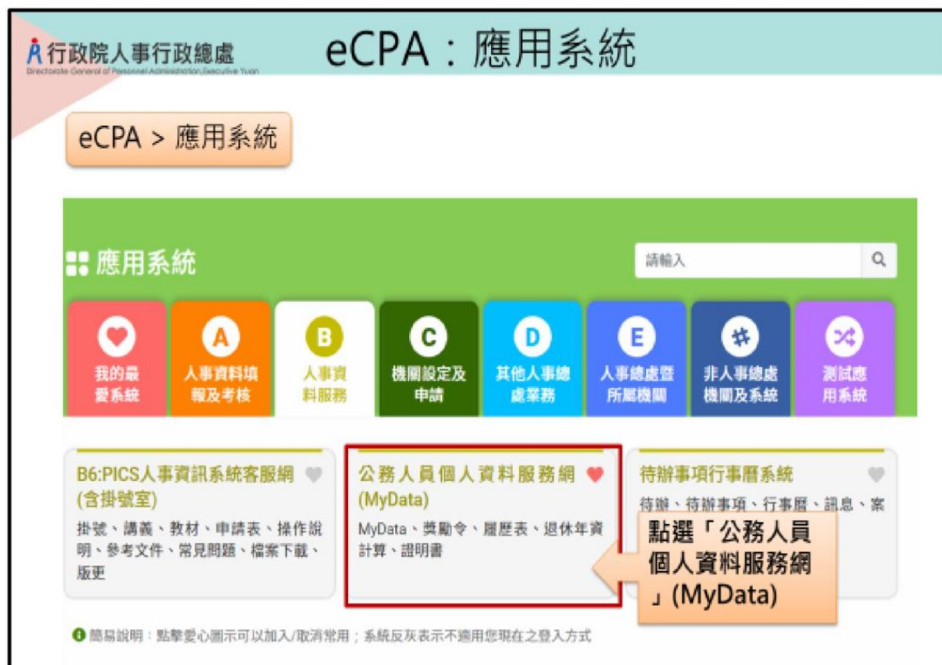 行政院人事行政總處
Directorate General of Personnel Administration, Executive Yuan
eCPA：應用系統
eCPA > 應用系統
應用系統
請輸入
我的最
愛系統
A
人事資料填
報及考核
B
人事資
料服務
C
機關設定及
申請
D
其他人事總
處業務
E
人事總處暨
所屬機關
#
非人事總處
機關及系統
測試應
用系統
B6:PICS人事資訊系統客服網
(含掛號室)
掛號、講義、教材、申請表、操作說
明、參考文件、常見問題、檔案下載、
版更
公務人員個人資料服務網
(MyData)
MyData、獎勵令、履歷表、退休年資
計算、證明書
待辦事項行事曆系統
待辦、待辦事項、行事曆、訊息、案
點選「公務人員
個人資料服務網
」(MyData)
簡易說明：點擊愛心圖示可以加入/取消常用；系統反灰表示不適用您現在之登入方式